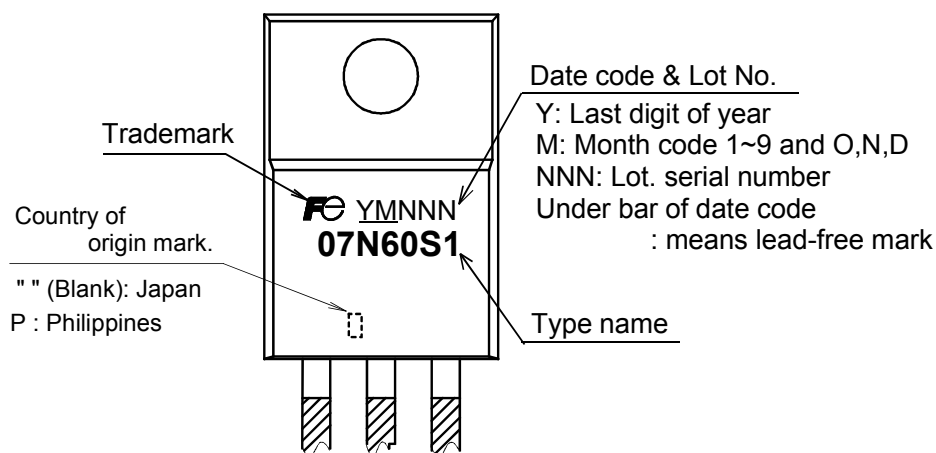 Date code & Lot No.
Y: Last digit of year
M: Month code 1~9 and O,N,D
NNN: Lot. serial number
Under bar of date code
: means lead-free mark
Trademark
Country of
origin mark.
" " (Blank): Japan
P : Philippines
Fe YMNNN
07N60S1
Type name